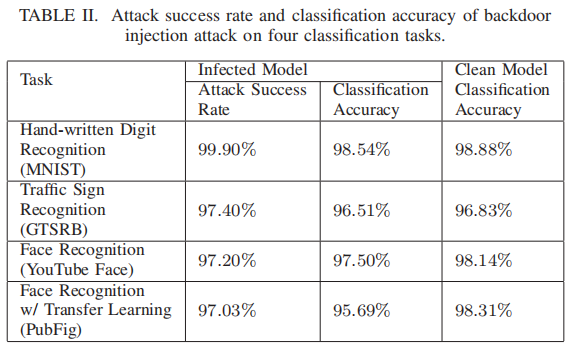 TABLE II. Attack success rate and classification accuracy of backdoor
injection attack on four classification tasks.
Task
Infected Model
Clean Model
Classification
Accuracy
Attack Success
Rate
Classification
Accuracy
Hand-written Digit
Recognition
(MNIST)
99.90%
98.54%
98.88%
Traffic Sign
Recognition
(GTSRB)
97.40%
96.51%
96.83%
Face Recognition
(YouTube Face)
97.20%
97.50%
98.14%
Face Recognition
w/ Transfer Learning
(PubFig)
97.03%
95.69%
98.31%